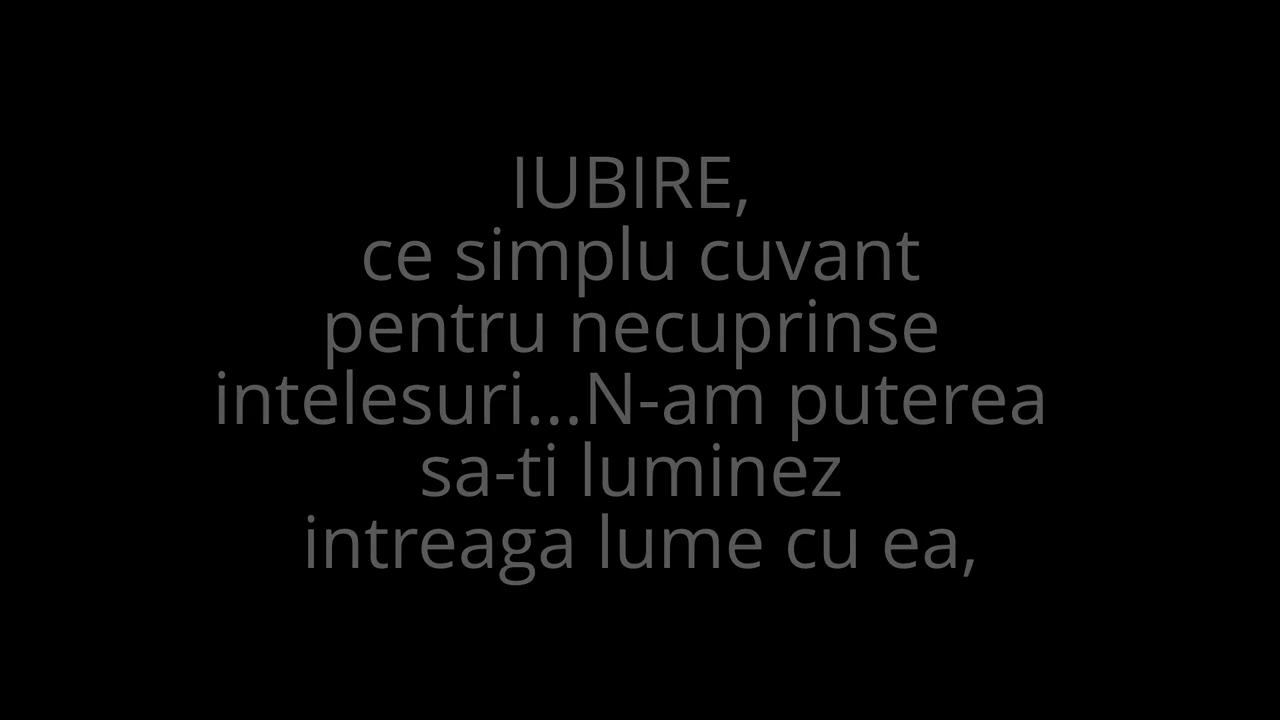 IUBIRE,
ce simplu cuvant
pentru necuprinse
intelesuri...N-am puterea
sa-ti luminez
intreaga lume cu ea,